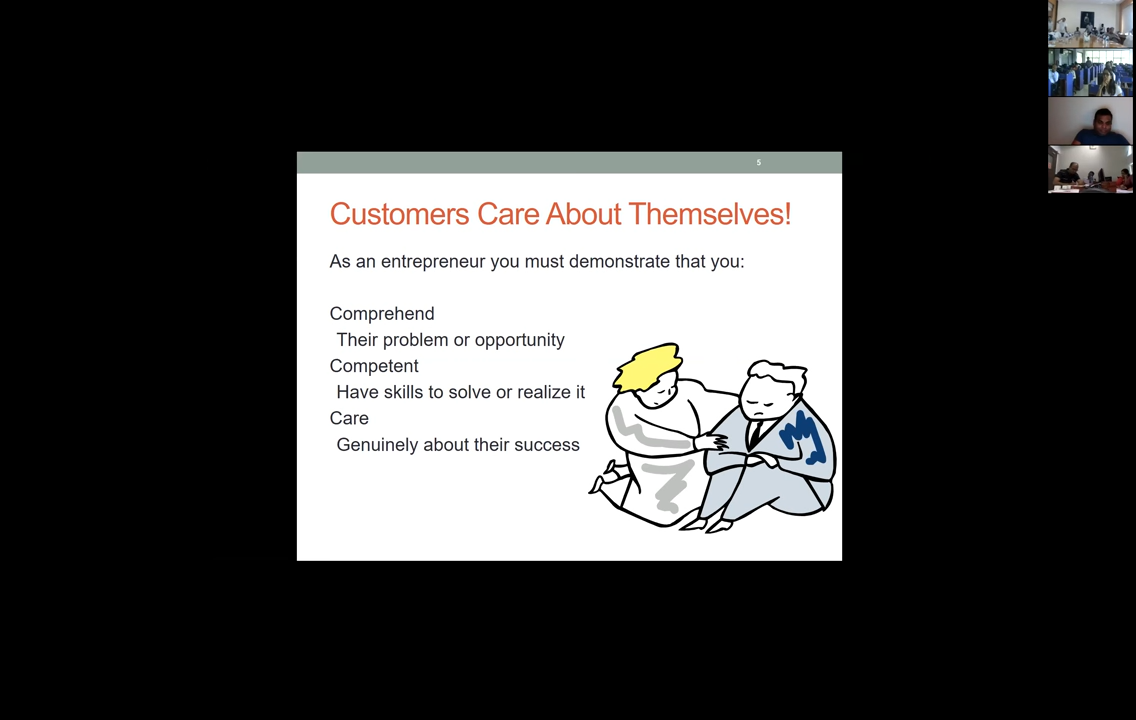 5
Customers Care About Themselves!
As an entrepreneur you must demonstrate that you:
Comprehend
Their problem or opportunity
Competent
Have skills to solve or realize it
Care
Genuinely about their success